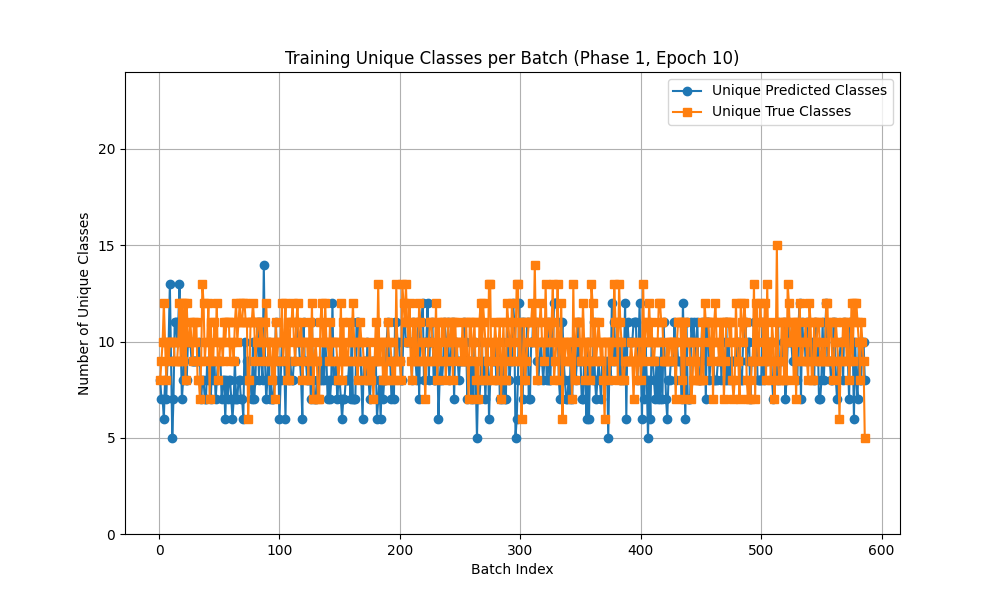 Training Unique Classes per Batch (Phase 1, Epoch 10)
Unique Predicted Classes
Unique True Classes
Number of Unique Classes
20
15
10
5
0
0 100 200 300 400 500 600
Batch Index